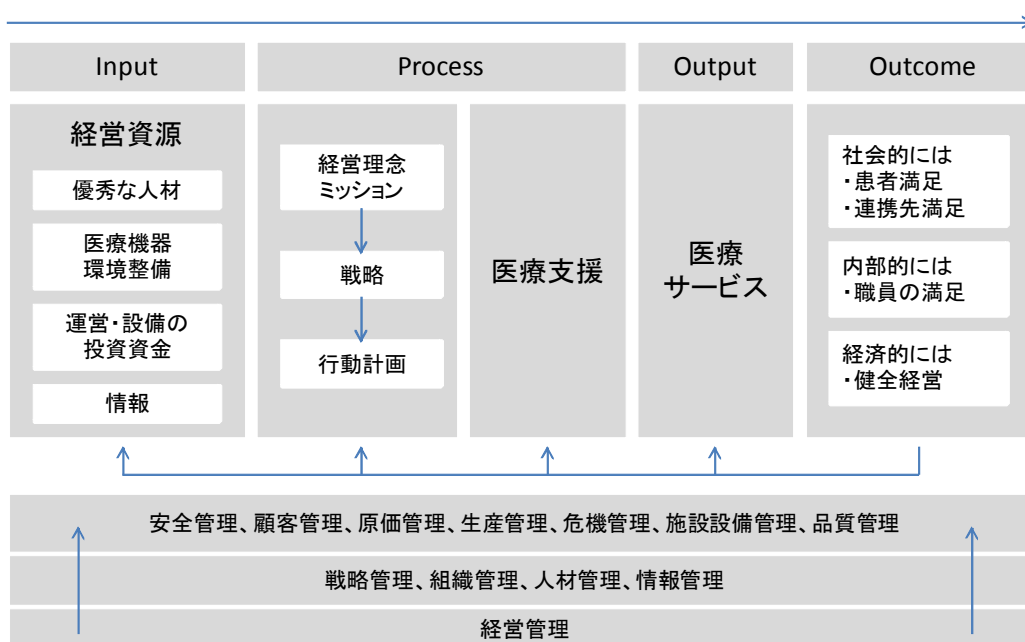 Input
Process
Output
Outcome
経営資源
優秀な人材
医療機器
環境整備
運営・設備の
投資資金
情報
経営理念
ミッション
戦略
行動計画
医療支援
医療
サービス
社会的には
・患者満足
・連携先満足
内部的には
・職員の満足
経済的には
・健全経営
安全管理、顧客管理、原価管理、生産管理、危機管理、施設設備管理、品質管理
戦略管理、組織管理、人材管理、情報管理
経営管理